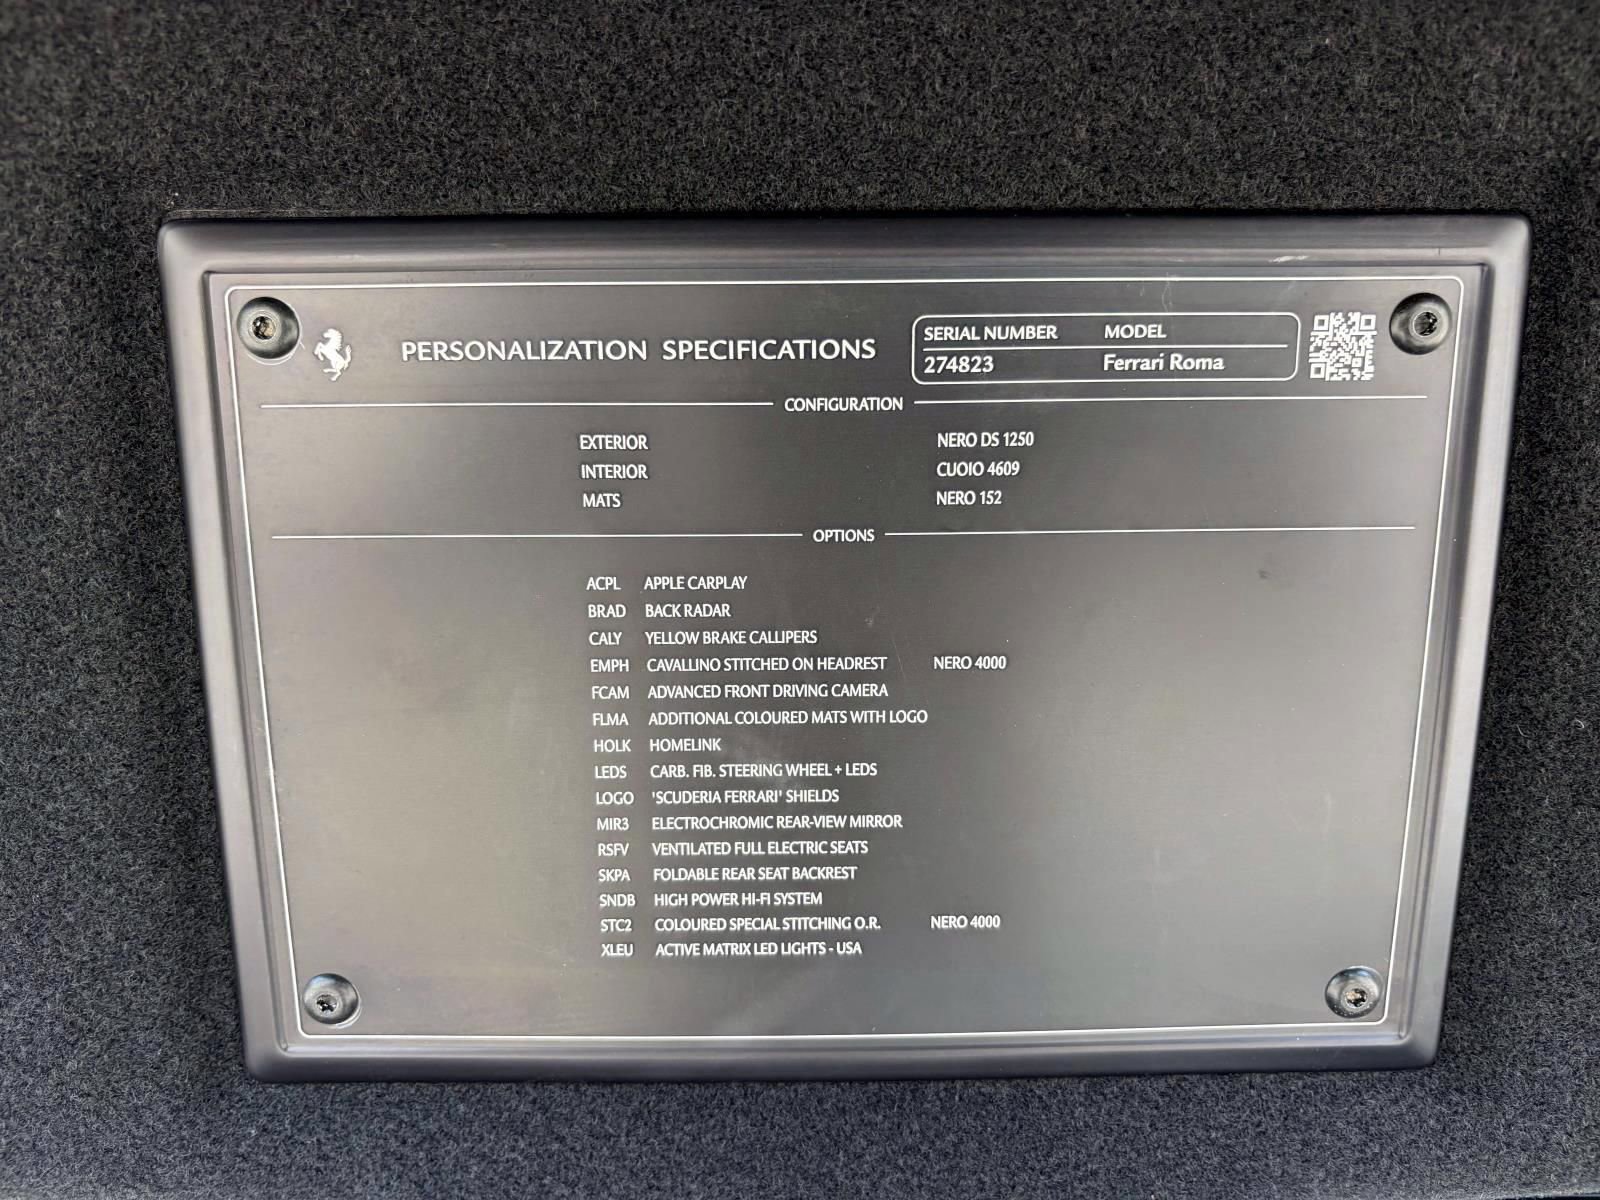 PERSONALIZATION SPECIFICATIONS
SERIAL NUMBER MODEL
274823 Ferrari Roma
CONFIGURATION
EXTERIOR NERO DS 1250
INTERIOR CUOIO 4609
MATS NERO 152
OPTIONS
ACPL APPLE CARPLAY
BRAD BACK RADAR
CALY YELLOW BRAKE CALLIPERS
EMPH CAVALLINO STITCHED ON HEADREST NERO 4000
FCAM ADVANCED FRONT DRIVING CAMERA
FLMA ADDITIONAL COLOURED MATS WITH LOGO
HOLK HOMELINK
LEDS CARB. FIB. STEERING WHEEL + LEDS
LOGO 'SCUDERIA FERRARI' SHIELDS
MIR3 ELECTROCHROMIC REAR-VIEW MIRROR
RSFV VENTILATED FULL ELECTRIC SEATS
SKPA FOLDABLE REAR SEAT BACKREST
SNDB HIGH POWER HI-FI SYSTEM
STC2 COLOURED SPECIAL STITCHING O.R. NERO 4000
XLEU ACTIVE MATRIX LED LIGHTS - USA